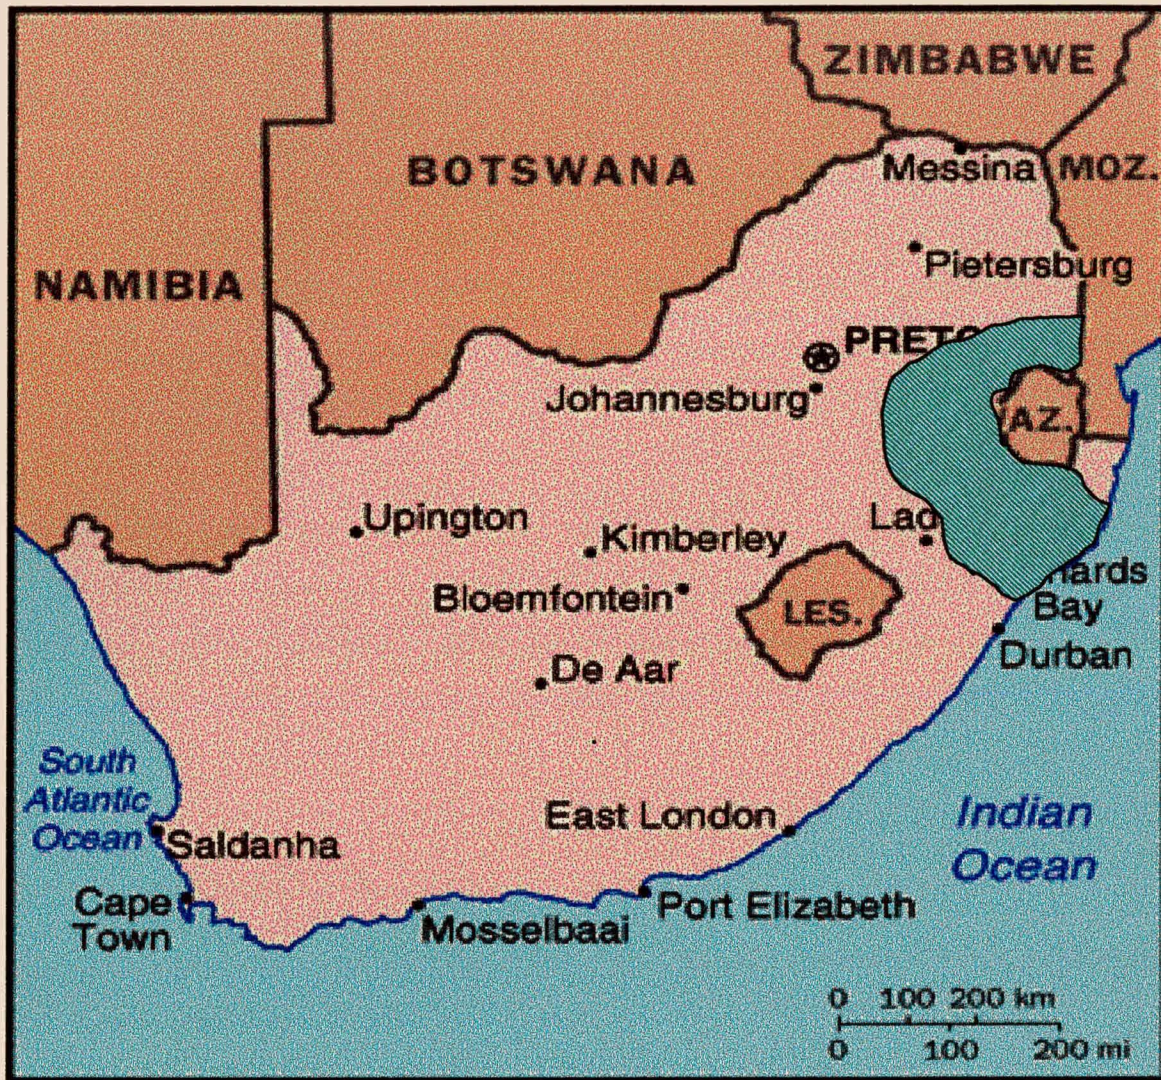 ZIMBABWE
BOTSWANA
Messina
MOZ.
Pietersburg
NAMIBIA
Johannesburg
AZ.
Upington
Kimberley
Bloemfontein
LES.
Bay
De Aar
Durban
South
Atlantic
Ocean
East London
Indian
Ocean
Saldanha
Cape
Town
Port Elizabeth
Mosselbaai
0 100 200 km
0 100 200 mi